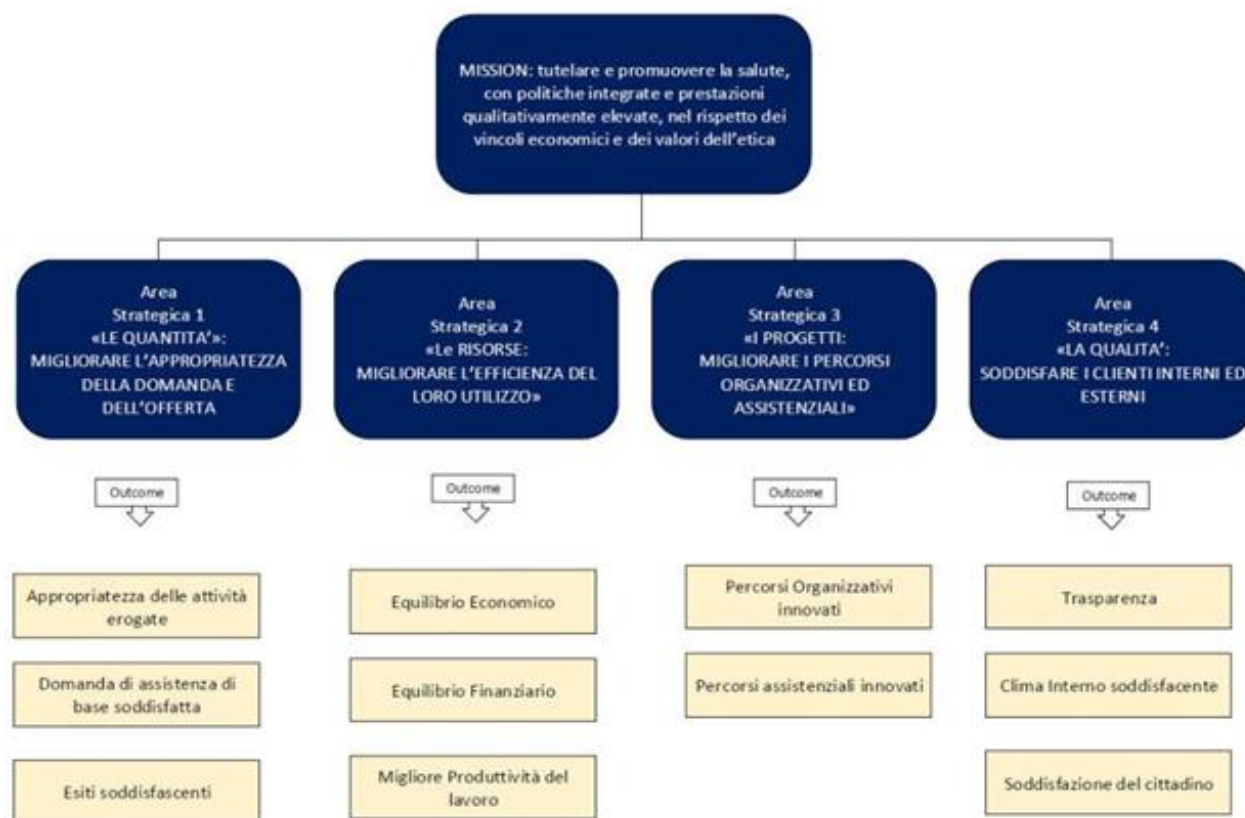 MISSION: tutelare e promuovere la salute,
con politiche integrate e prestazioni
qualitativamente elevate, nel rispetto dei
vincoli economici e dei valori dell'etica
Area
Strategica 1
«LE QUANTITA'»:
MIGLIORARE L'APPROPRIATEZZA
DELLA DOMANDA E
DELL'OFFERTA
Area
Strategica 2
«Le RISORSE:
MIGLIORARE L'EFFICIENZA DEL
LORO UTILIZZO»
Area
Strategica 3
«I PROGETTI:
MIGLIORARE I PERCORSI
ORGANIZZATIVI ED
ASSISTENZIALI»
Area
Strategica 4
«LA QUALITA':
SODDISFARE I CLIENTI INTERNI ED
ESTERNI
Outcome
Outcome
Outcome
Outcome
Appropriatezza delle attività
erogate
Domanda di assistenza di
base soddisfatta
Esiti soddisfascenti
Equilibrio Economico
Equilibrio Finanziario
Migliore Produttività del
lavoro
Percorsi Organizzativi
innovati
Percorsi assistenziali innovati
Trasparenza
Clima Interno soddisfacente
Soddisfazione del cittadino